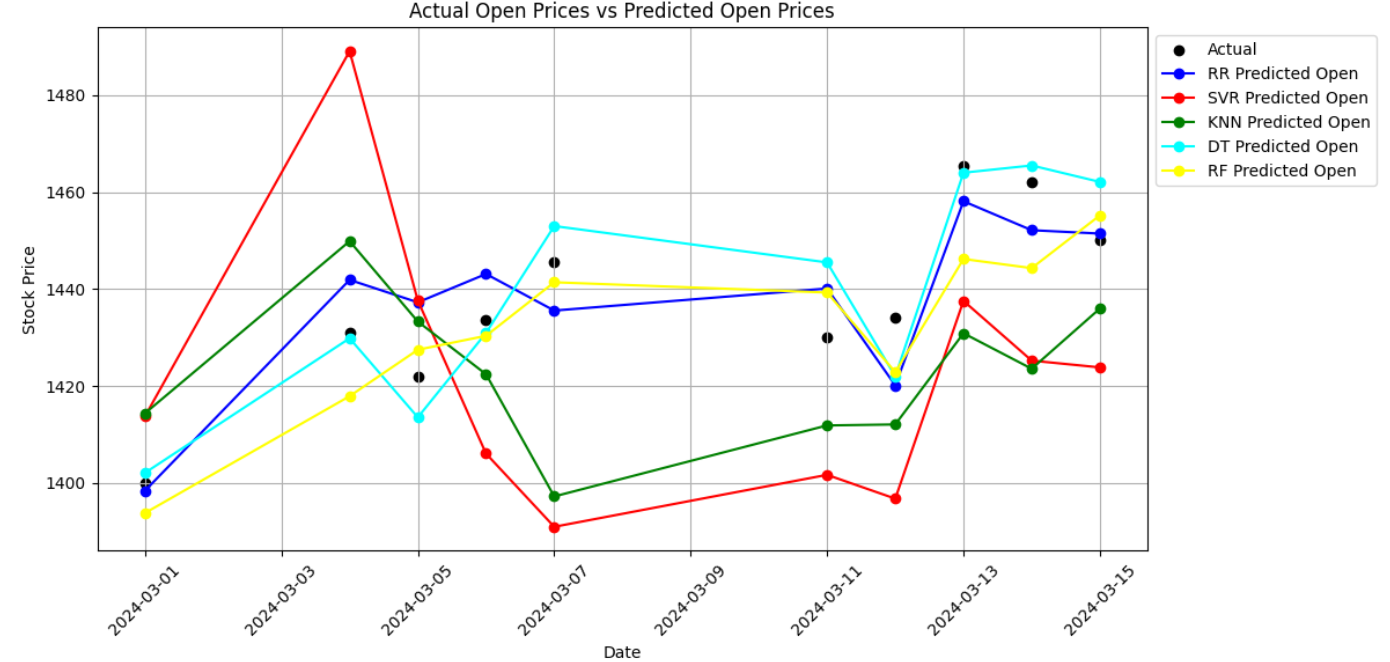 Actual Open Prices vs Predicted Open Prices
Actual
RR Predicted Open
SVR Predicted Open
KNN Predicted Open
DT Predicted Open
RF Predicted Open
Stock Price
1480
1460
1440
1420
1400
2024-03-01
2024-03-03
2024-03-05
2024-03-07
2024-03-09
2024-03-11
2024-03-13
2024-03-15
Date